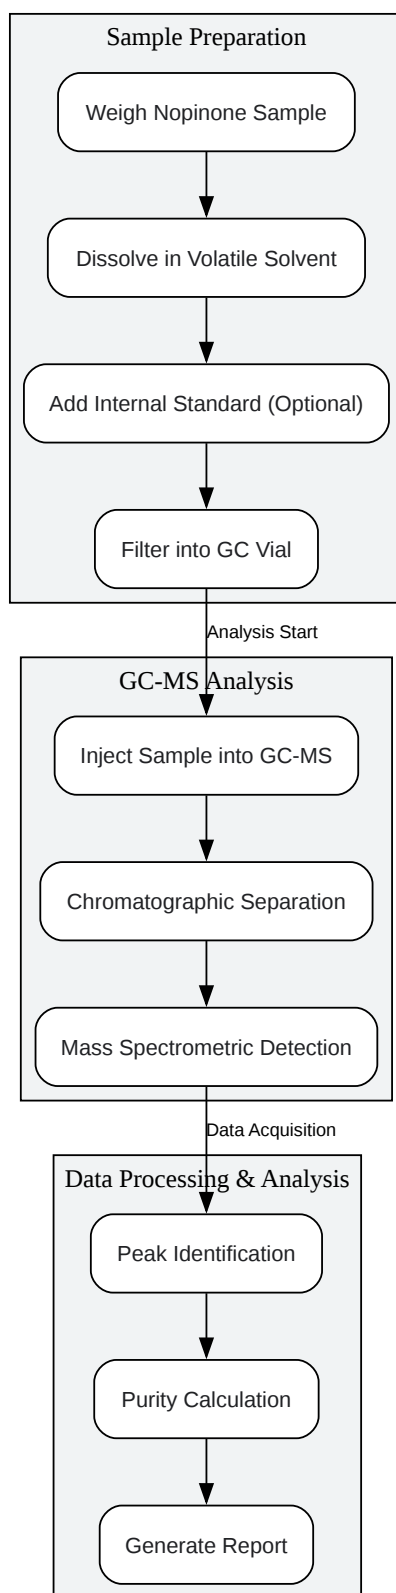 Sample Preparation
Weigh Nopinone Sample
Dissolve in Volatile Solvent
Add Internal Standard (Optional)
Filter into GC Vial
Analysis Start
GC-MS Analysis
Inject Sample into GC-MS
Chromatographic Separation
Mass Spectrometric Detection
Data Acquisition
Data Processing & Analysis
Peak Identification
Purity Calculation
Generate Report